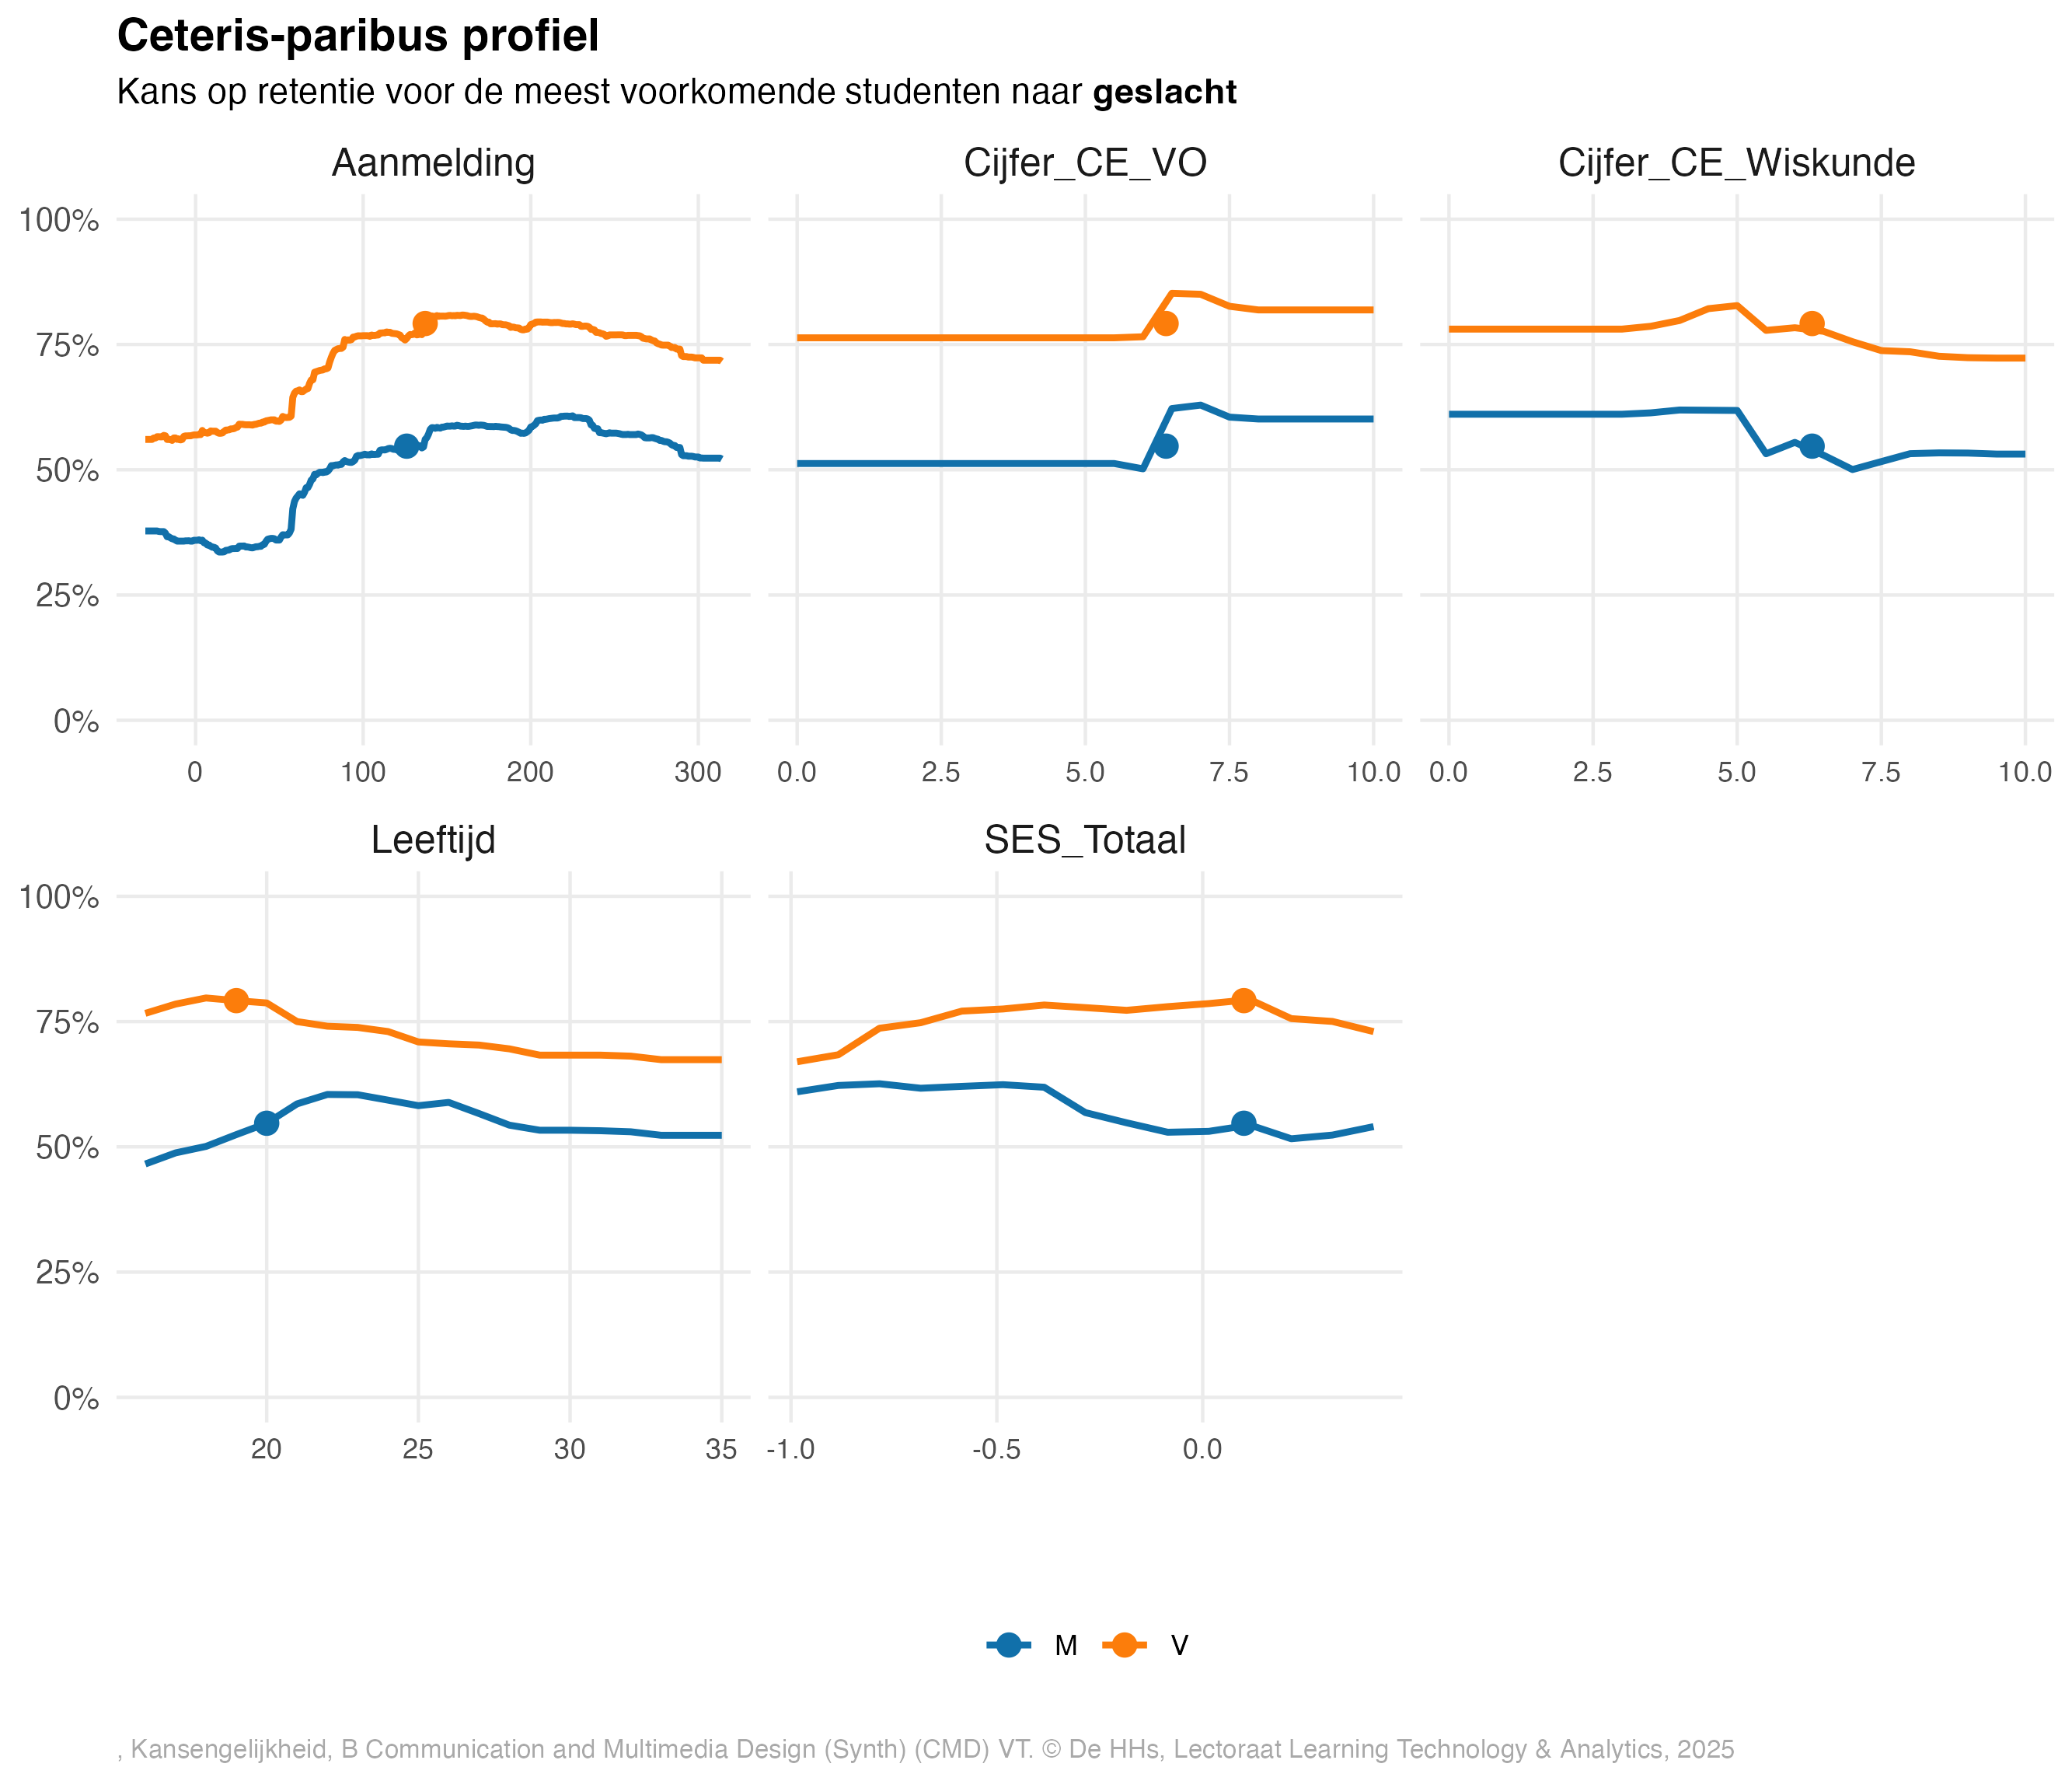 Ceteris-paribus profiel
Kans op retentie voor de meest voorkomende studenten naar geslacht
Aanmelding Cijfer_CE_VO Cijfer_CE_Wiskunde
100%
75%
50%
25%
0%
0 100 200 300 0.0 2.5 5.0 7.5 10.0 0.0 2.5 5.0 7.5 10.0
Leeftijd SES_Totaal
100%
75%
50%
25%
0%
20 25 30 35 -1.0 -0.5 0.0
M V
, Kansengelijkheid, B Communication and Multimedia Design (Synth) (CMD) VT. © De HHs, Lectoraat Learning Technology & Analytics, 2025